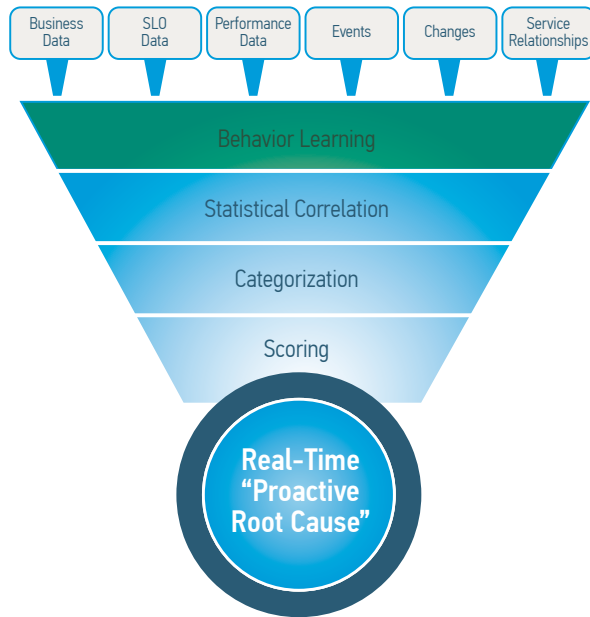 Business
Data
SLO
Data
Performance
Data
Events
Changes
Service
Relationships
Behavior Learning
Statistical Correlation
Categorization
Scoring
Real-Time
“Proactive
Root Cause”